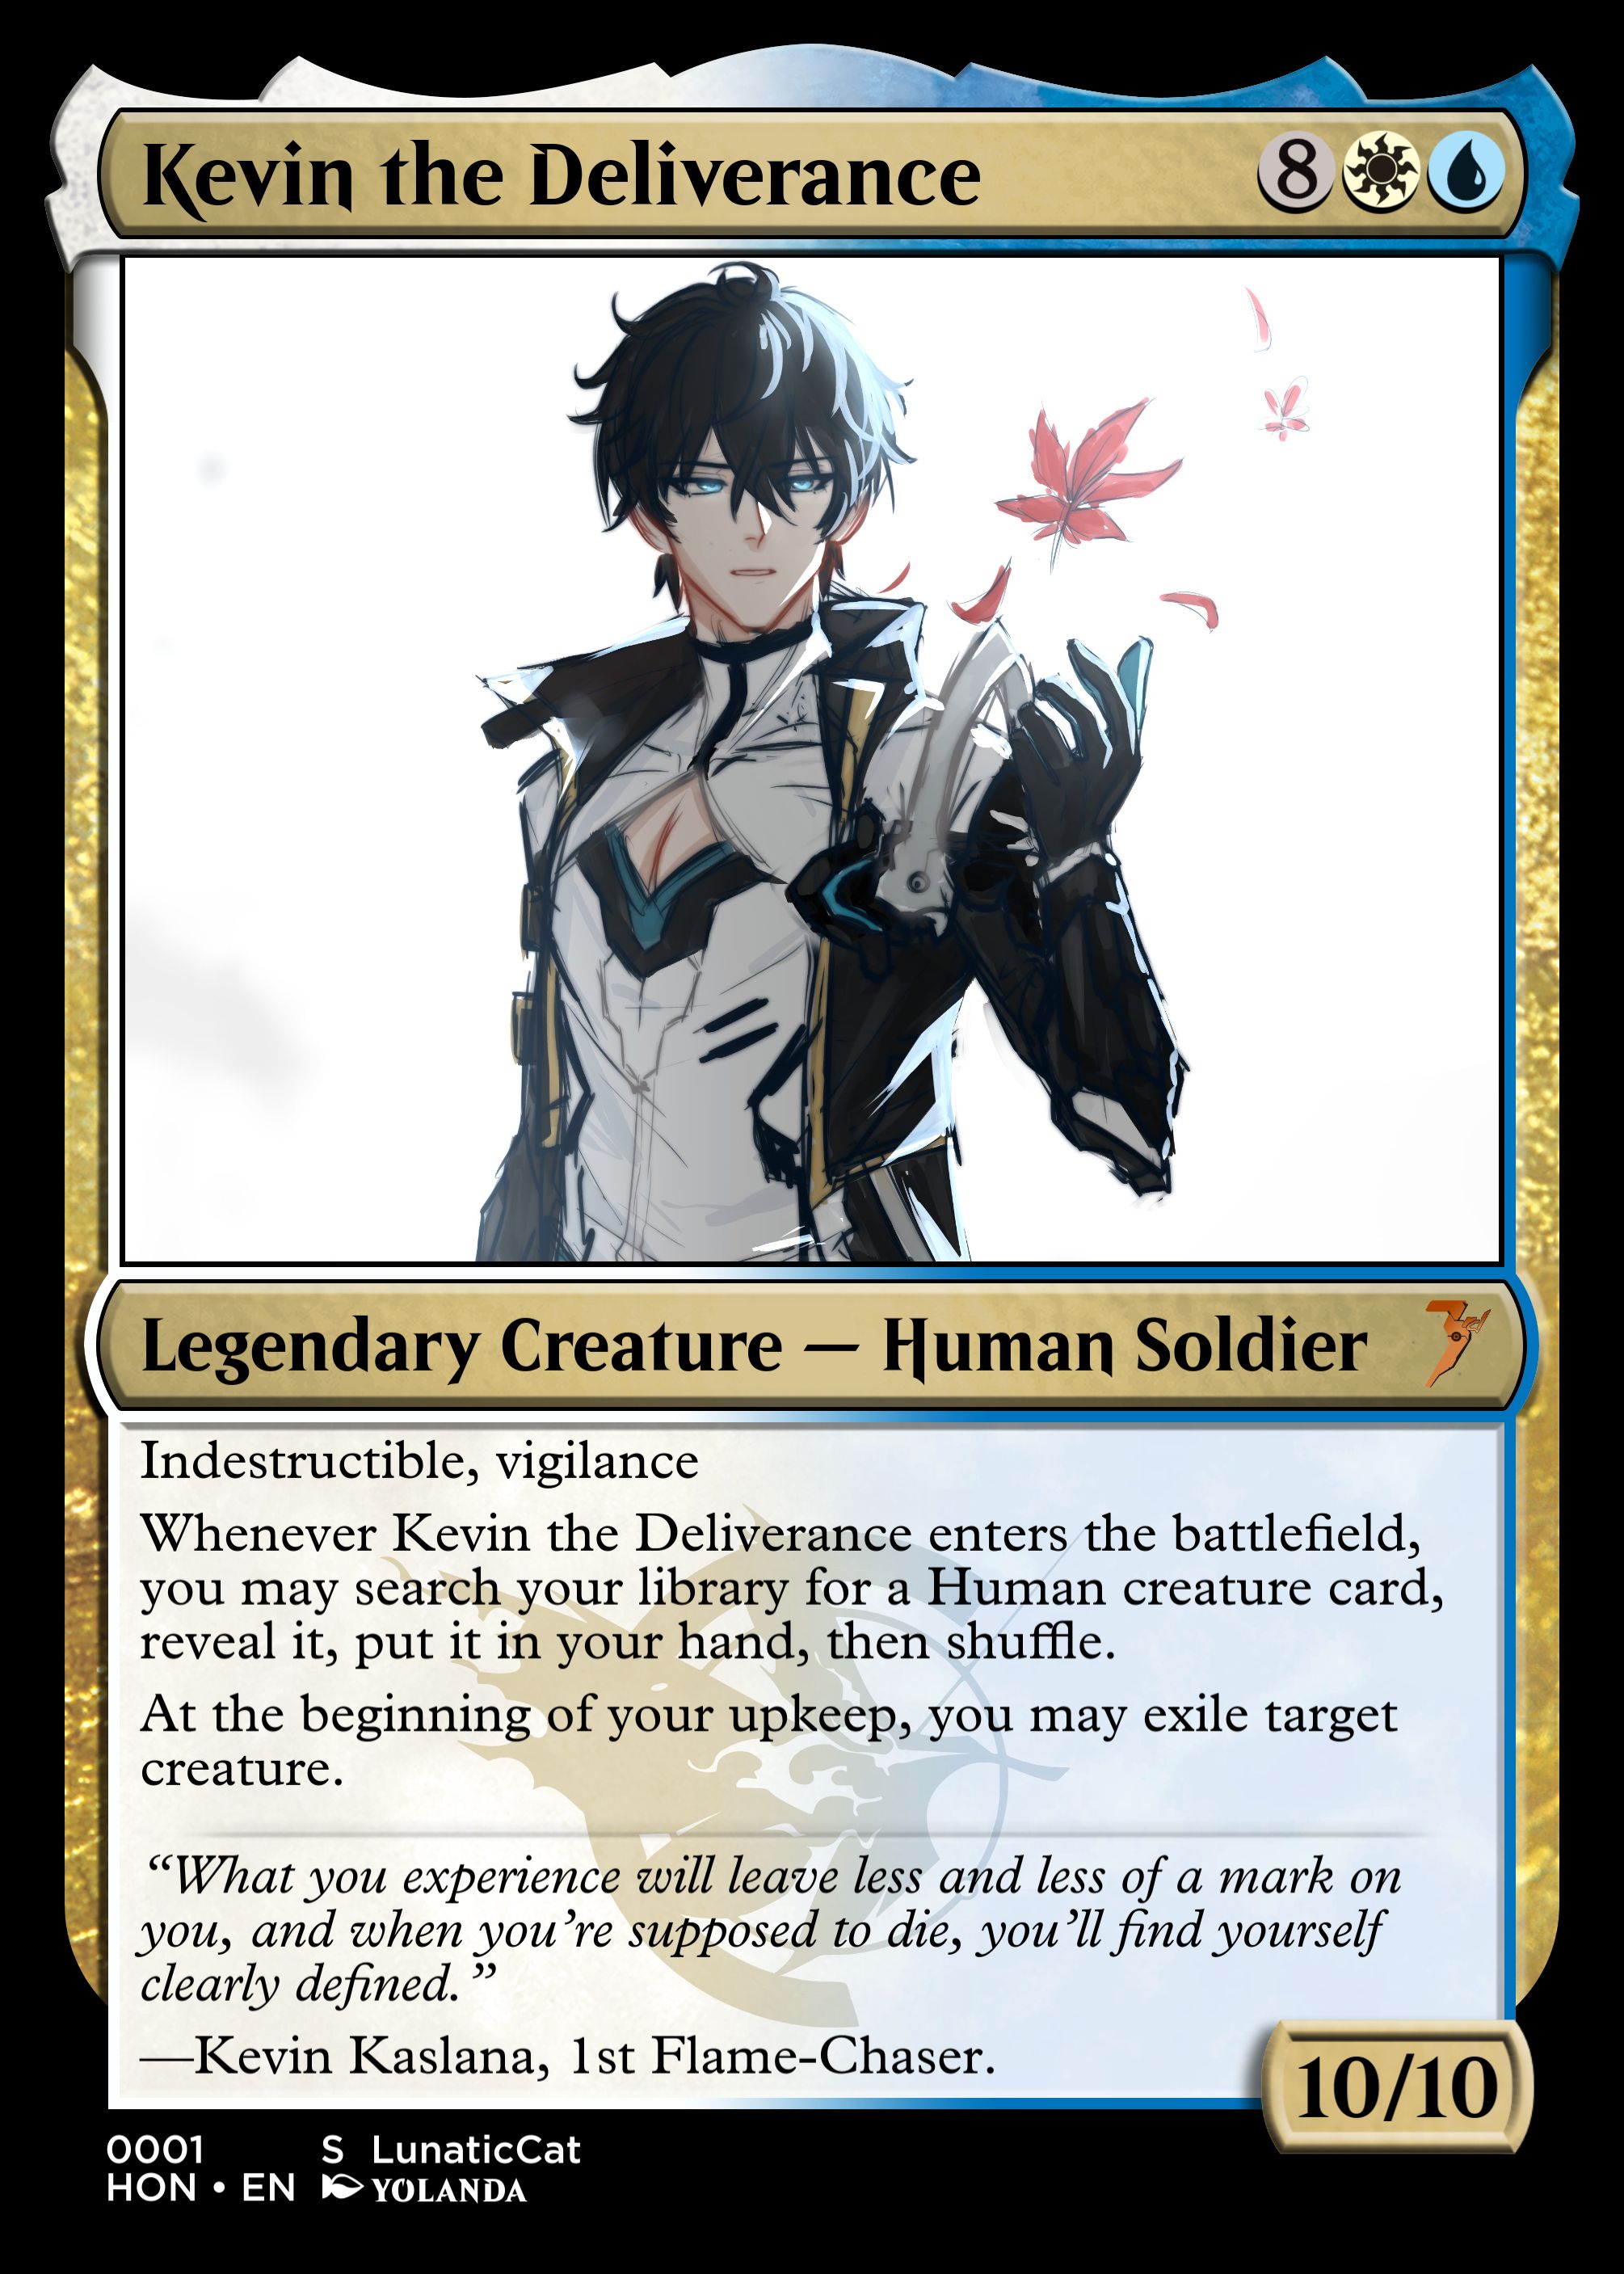 Kevin the Deliverance 8
Legendary Creature — Human Soldier
Indestructible, vigilance
Whenever Kevin the Deliverance enters the battlefield,
you may search your library for a Human creature card,
reveal it, put it in your hand, then shuffle.
At the beginning of your upkeep, you may exile target
creature.
“What you experience will leave less and less of a mark on
you, and when you’re supposed to die, you’ll find yourself
clearly defined.”
—Kevin Kaslana, 1st Flame-Chaser.
10/10
0001 S LunaticCat
HON • EN YOLANDA